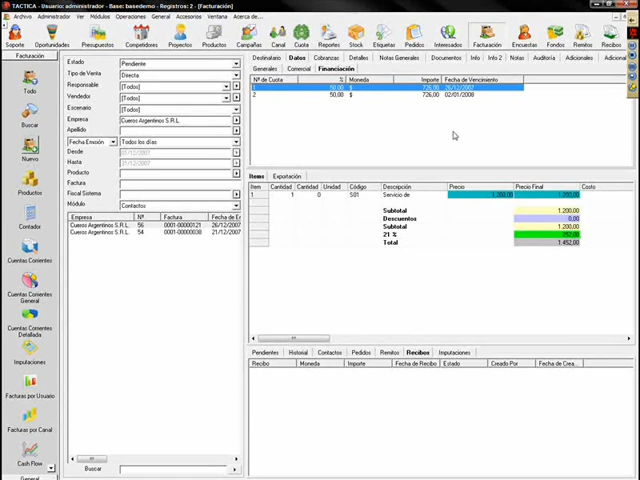 TACTICA - Usuario: administrador - Base: basedemo - Registros: 2 - [Facturación]
Archivo Administrador Ver Módulos Operaciones General Accesorios Ventana Acerca de...
Soporte Oportunidades Presupuestos Competidores Proyectos Productos Campañas Canal Cuota Reportes Stock Etiquetas Pedidos Interesados Facturación Encuestas Fondos Remitos Recibos
Facturación
Todo
Buscar
Nuevo
Productos
Contador
Cuentas Corrientes
Cuentas Corrientes General
Cuentas Corrientes Detallada
Imputaciones
Facturas por Usuario
Facturas por Canal
Cash Flow
General
Estado Pendiente
Tipo de Venta Directa
Responsable [Todos]
Vendedor [Todos]
Escenario [Todos]
Empresa Cueros Argentinos S.R.L.
Apellido
Fecha Emisión Todos los días
Desde 01/12/2007
Hasta 31/12/2007
Producto
Factura
Fiscal/Sistema
Módulo Contactos
Empresa Nº Factura Fecha de E
Cueros Argentinos S.R.L. 56 0001-00000121 26/12/2007
Cueros Argentinos S.R.L. 54 0001-00000038 21/12/2007
Buscar
Destinatario Datos Cobranzas Detalles Notas Generales Documentos Info Info 2 Notas Auditoría Adicionales Adicional
Generales Comercial Financiación
Nº de Cuota % Moneda Importe Fecha de Vencimiento
1 50,00 $ 726,00 26/12/2007
2 50,00 $ 726,00 02/01/2008
Items Exportación
Item Cantidad Cantidad Unidad Código Descripción Precio Precio Final Costo
1 1 0 S01 Servicio de 1.200,00 1.200,00
Subtotal 1.200,00
Descuentos 0,00
Subtotal 1.200,00
21 % 252,00
Total 1.452,00
Pendientes Historial Contactos Pedidos Remitos Recibos Imputaciones
Recibo Moneda Importe Fecha de Recibo Estado Creado Por Fecha de Crea...